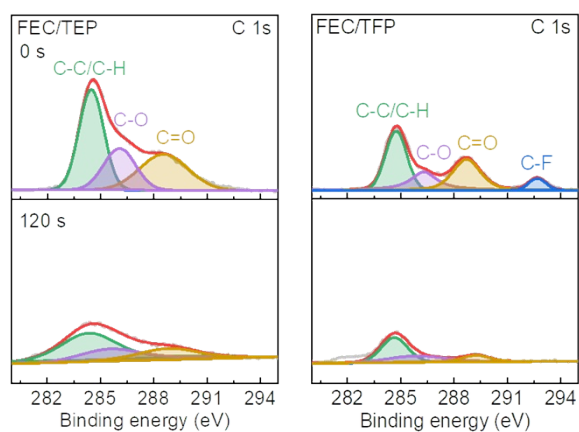 FEC/TEP C 1s
0 s
C-C/C-H
C-O
C=O
120 s
282 285 288 291 294
Binding energy (eV)
FEC/TFP C 1s
C-C/C-H
C-O
C=O
C-F
282 285 288 291 294
Binding energy (eV)